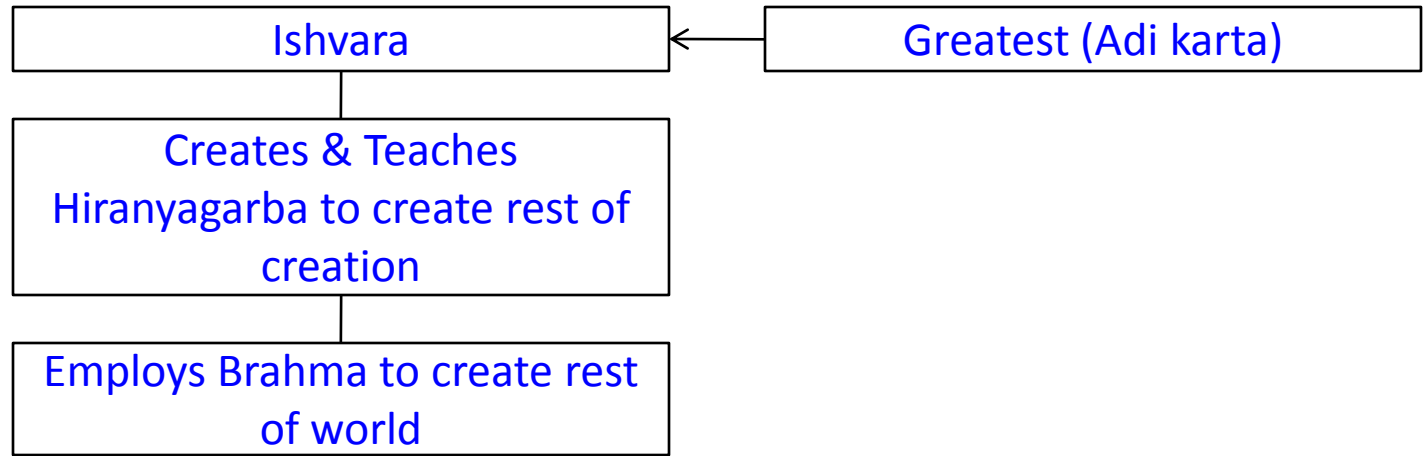 Ishvara
Greatest (Adi karta)
Creates & Teaches
Hiranyagarba to create rest of
creation
Employs Brahma to create rest
of world